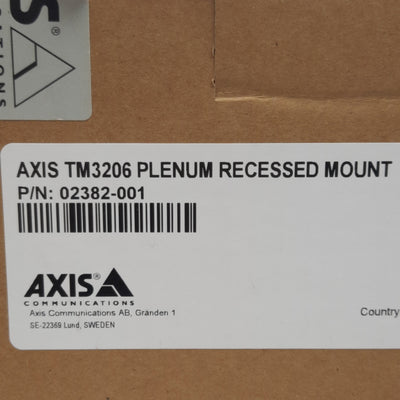 S
UTIONS
AXIS TM3206 PLENUM RECESSED MOUNT
P/N: 02382-001
AXIS
COMMUNICATIONS
Axis Communications AB, Gränden 1
SE-22369 Lund, SWEDEN
Country